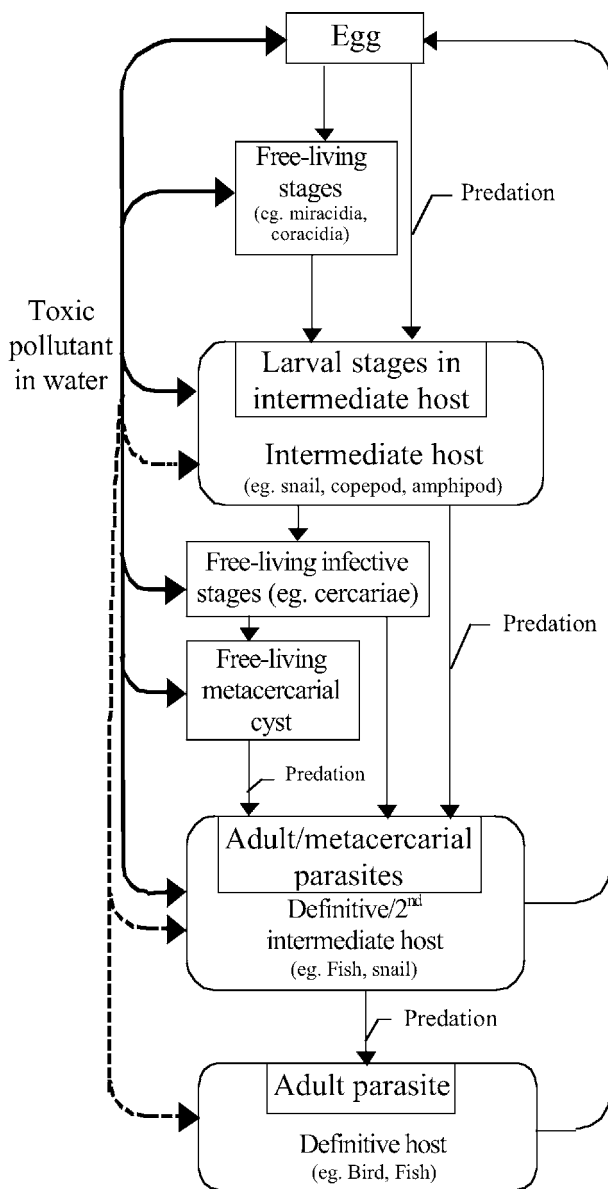 Egg
Free-living
stages
(eg. miracidia,
coracidia)
Predation
Toxic
pollutant
in water
Larval stages in
intermediate host
Intermediate host
(eg. snail, copepod, amphipod)
Free-living infective
stages (eg. cercariae)
Predation
Free-living
metacercarial
cyst
Predation
Adult/metacercarial
parasites
Definitive/2nd
intermediate host
(eg. Fish, snail)
Predation
Adult parasite
Definitive host
(eg. Bird, Fish)